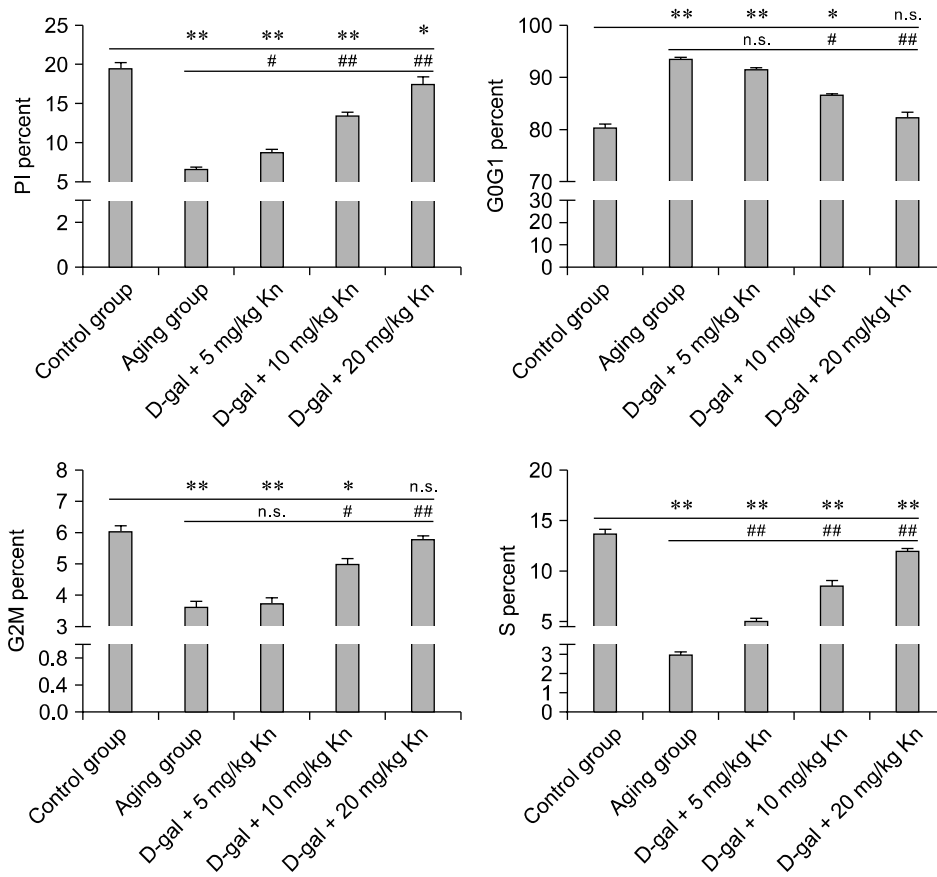 PI percent
20
15
10
5
2
0
** ** ** *
# ## ##
Control group
Aging group
D-gal + 5 mg/kg Kn
D-gal + 10 mg/kg Kn
D-gal + 20 mg/kg Kn
G0G1 percent
100
90
80
70
30
20
10
0
** ** * n.s.
n.s. # ##
Control group
Aging group
D-gal + 5 mg/kg Kn
D-gal + 10 mg/kg Kn
D-gal + 20 mg/kg Kn
G2M percent
8
7
6
5
4
3
0.8
0.4
0.0
** ** * n.s.
n.s. # ##
Control group
Aging group
D-gal + 5 mg/kg Kn
D-gal + 10 mg/kg Kn
D-gal + 20 mg/kg Kn
S percent
20
15
10
5
3
2
1
0
** ** ** **
## ## ##
Control group
Aging group
D-gal + 5 mg/kg Kn
D-gal + 10 mg/kg Kn
D-gal + 20 mg/kg Kn